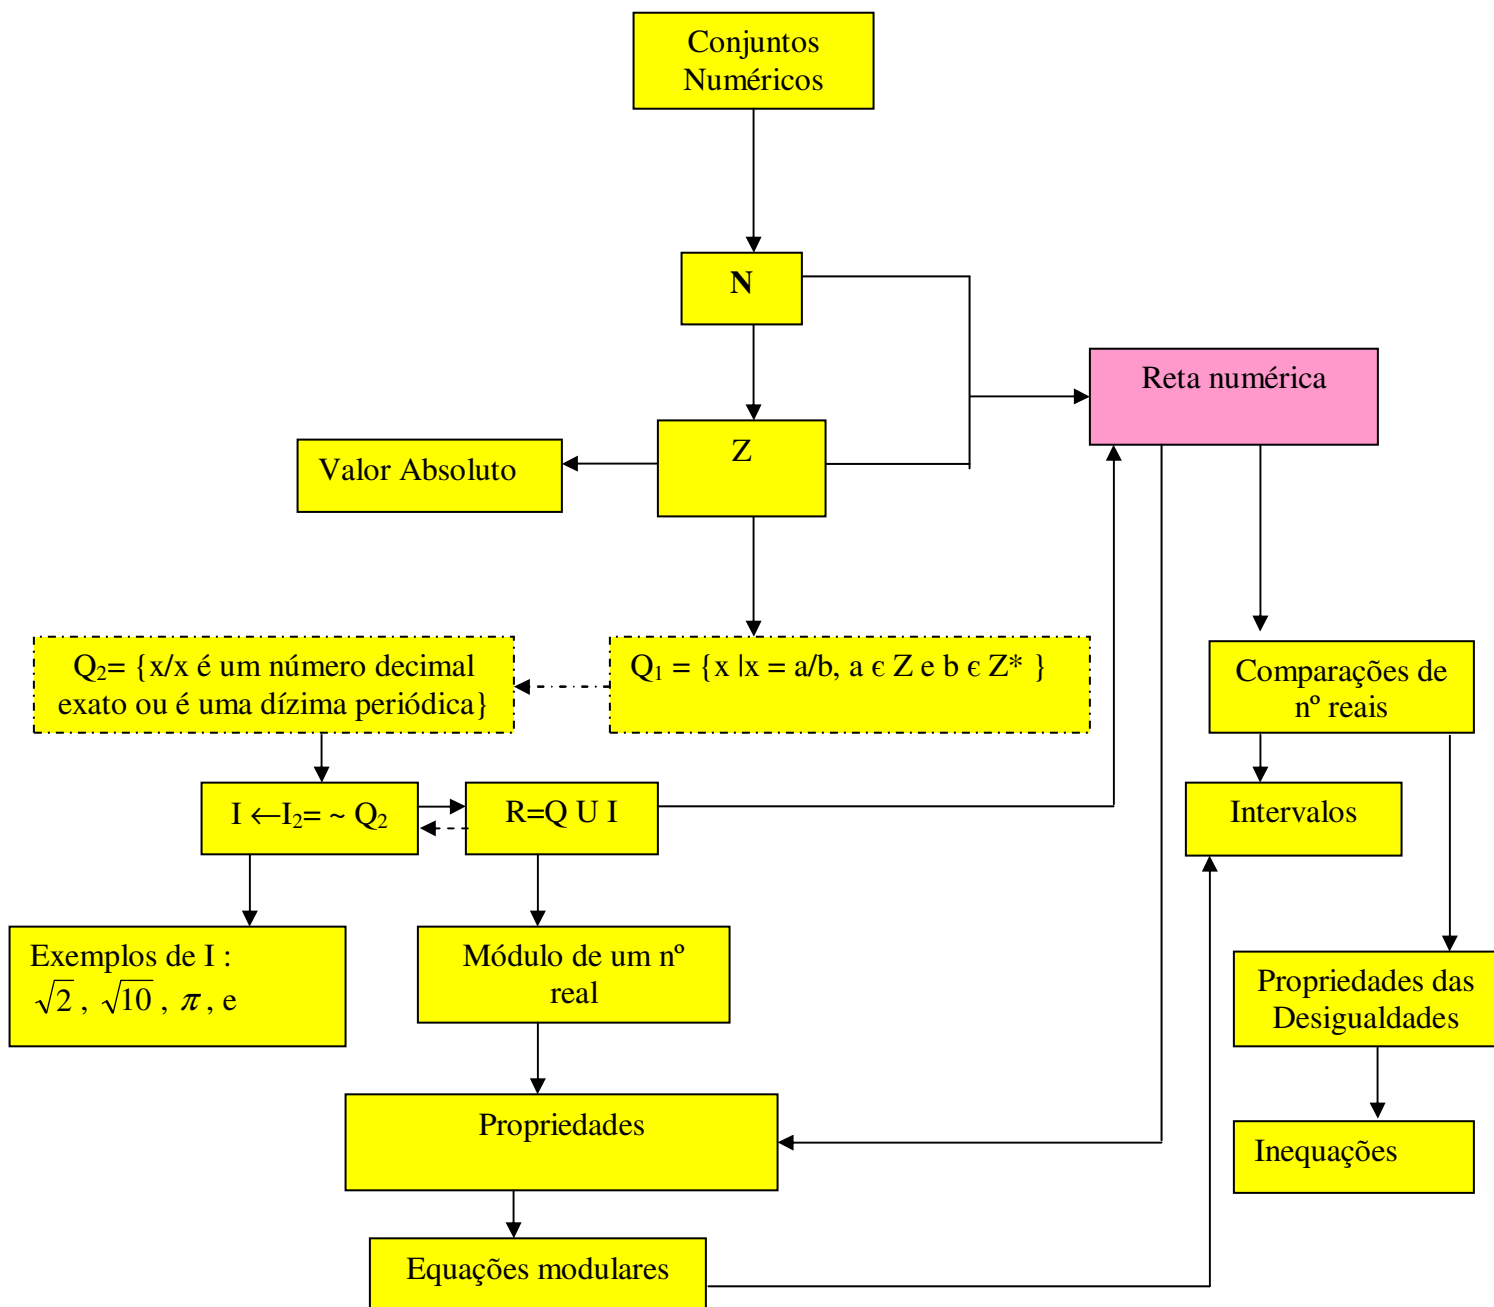 Conjuntos
Numéricos
N
Reta numérica
Z
Valor Absoluto
Q₂= {x/x é um número decimal
exato ou é uma dízima periódica}
Q₁ = {x |x = a/b, a є Z e b є Z* }
Comparações de
nº reais
I ←I₂= ~ Q₂
R=Q U I
Intervalos
Exemplos de I :
√2 , √10 , π , e
Módulo de um nº
real
Propriedades das
Desigualdades
Propriedades
Inequações
Equações modulares